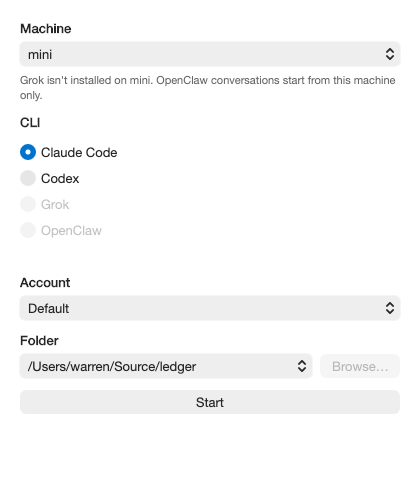 Machine
mini
Grok isn't installed on mini. OpenClaw conversations start from this machine
only.
CLI
Claude Code
Codex
Grok
OpenClaw
Account
Default
Folder
/Users/warren/Source/ledger
Browse…
Start